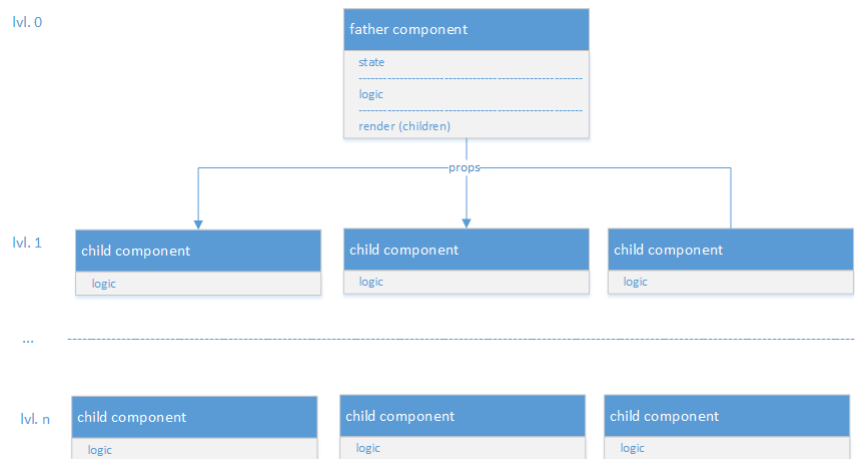 lvl. 0
father component
state
logic
render (children)
props
lvl. 1
child component
child component
child component
logic
logic
logic
...
lvl. n
child component
child component
child component
logic
logic
logic